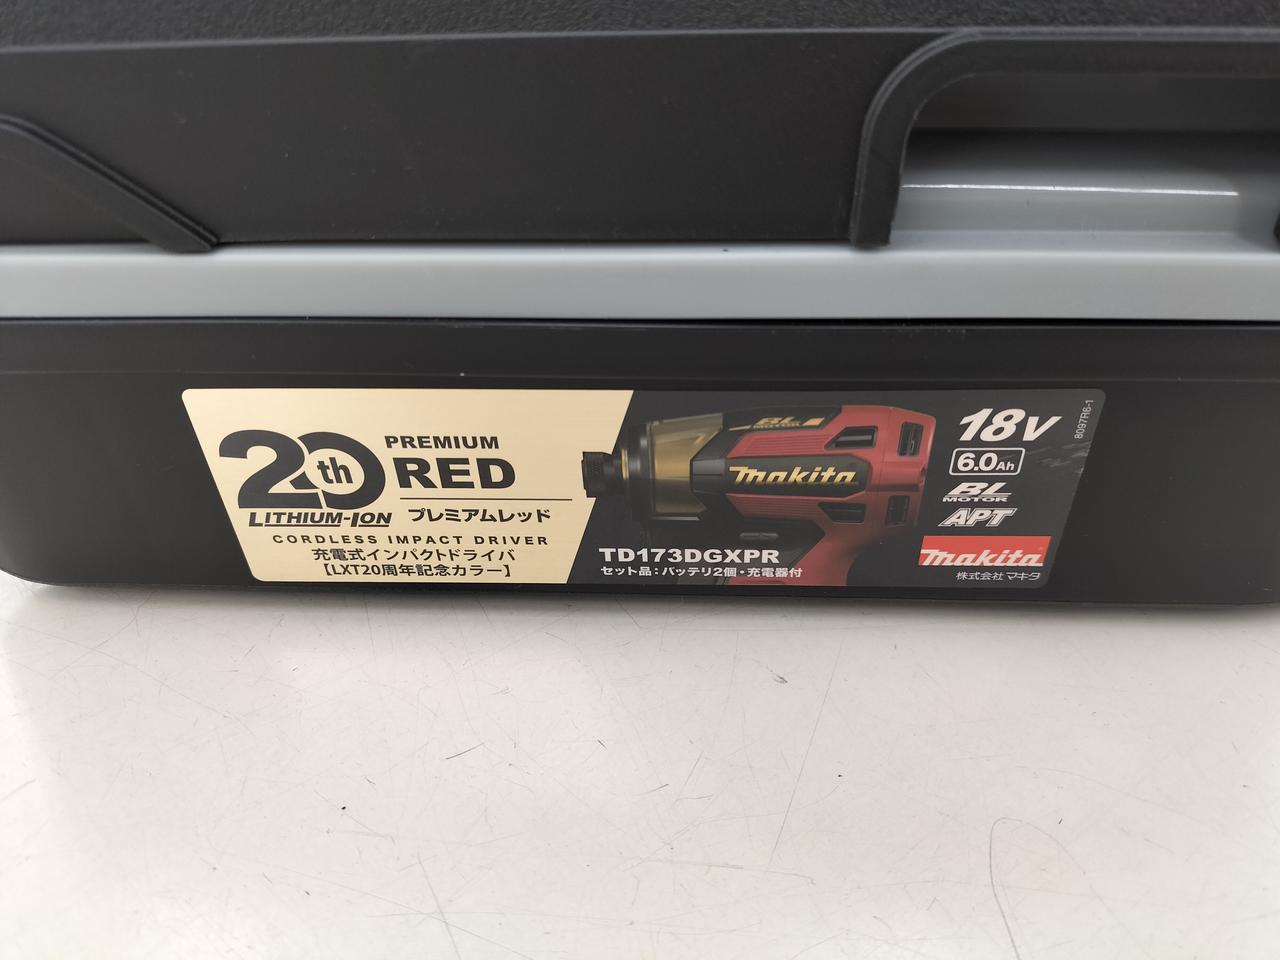 20th
LITHIUM-ION
PREMIUM
RED
プレミアムレッド
CORDLESS IMPACT DRIVER
充電式インパクトドライバ
【LXT20周年記念カラー】
BL
MOTOR
makita
TD173DGXPR
セット品：バッテリ2個・充電器付
18V
6.0Ah
BL
MOTOR
APT
makita
株式会社マキタ
8097R6-1